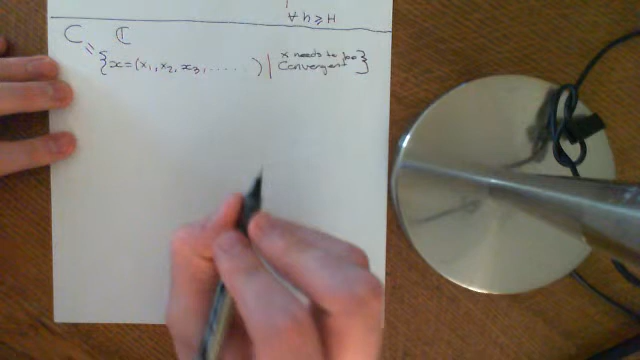 ∀ n ≥ H
C ℂ
= { x = (x₁, x₂, x₃, ......) | x needs to be
Convergent }